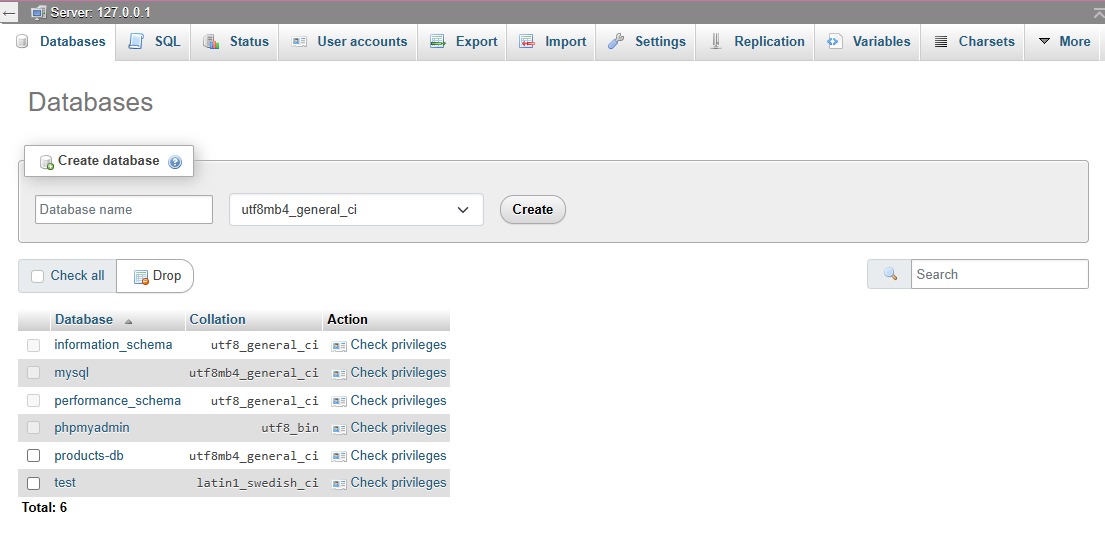 Server: 127.0.0.1
Databases SQL Status User accounts Export Import Settings Replication Variables Charsets More
Databases
Create database
Database name utf8mb4_general_ci Create
Check all Drop Search
Database Collation Action
information_schema utf8_general_ci Check privileges
mysql utf8mb4_general_ci Check privileges
performance_schema utf8_general_ci Check privileges
phpmyadmin utf8_bin Check privileges
products-db utf8mb4_general_ci Check privileges
test latin1_swedish_ci Check privileges
Total: 6